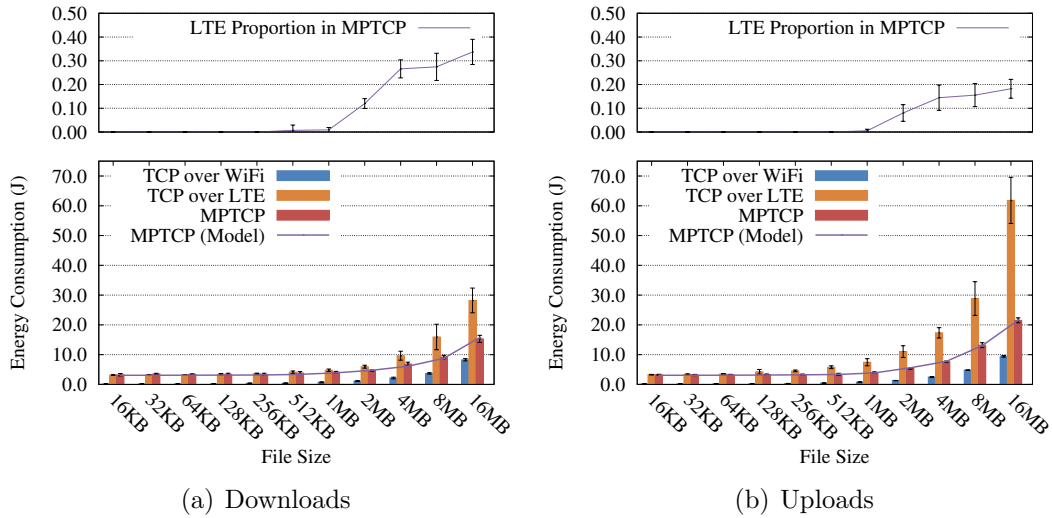 LTE Proportion in MPTCP
0.50
0.40
0.30
0.20
0.10
0.00
TCP over WiFi
TCP over LTE
MPTCP
MPTCP (Model)
Energy Consumption (J)
70.0
60.0
50.0
40.0
30.0
20.0
10.0
0.0
16KB
32KB
64KB
128KB
256KB
512KB
1MB
2MB
4MB
8MB
16MB
File Size
(a) Downloads
LTE Proportion in MPTCP
0.50
0.40
0.30
0.20
0.10
0.00
TCP over WiFi
TCP over LTE
MPTCP
MPTCP (Model)
Energy Consumption (J)
70.0
60.0
50.0
40.0
30.0
20.0
10.0
0.0
16KB
32KB
64KB
128KB
256KB
512KB
1MB
2MB
4MB
8MB
16MB
File Size
(b) Uploads